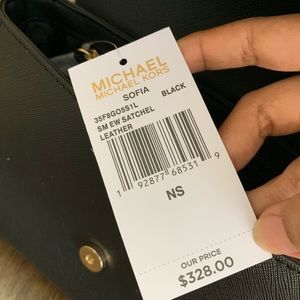 MICHAEL
MICHAEL KORS
SOFIA
35F8GO5S1L BLACK
SM EW SATCHEL
LEATHER
1 92877 68531 9
NS
OUR PRICE
$328.00